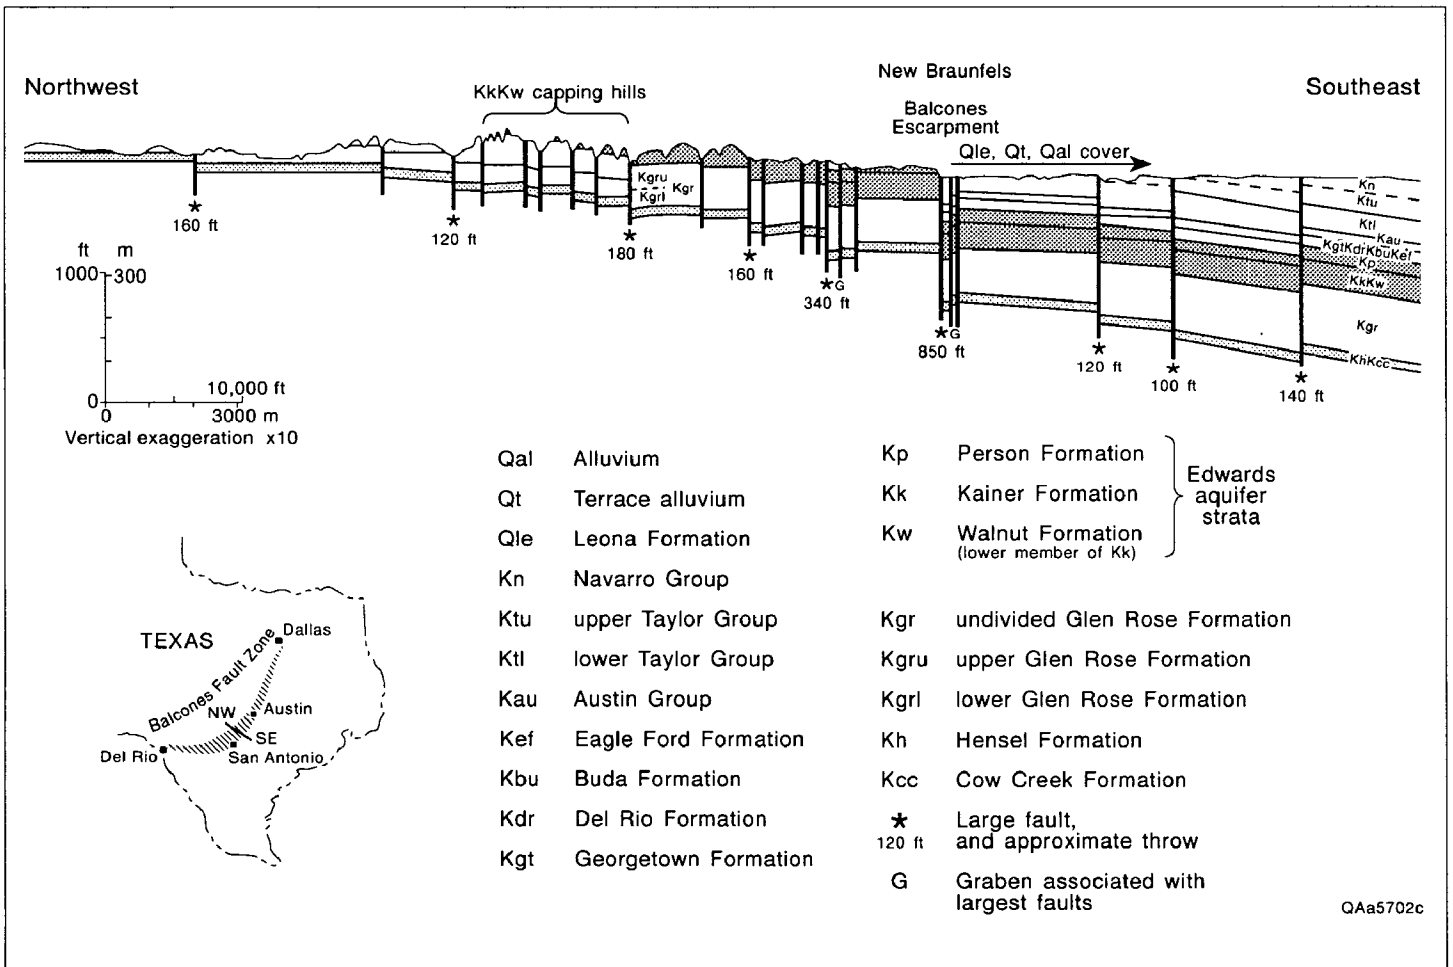 Northwest
KkKw capping hills
New Braunfels
Southeast
Balcones
Escarpment
Qle, Qt, Qal cover
Kgru
Kgr
Kgrl
Kn
Ktu
Ktl
Kau
KgtKdrKbuKef
Kp
KkKw
Kgr
KhKcc
★
160 ft
★
120 ft
★
180 ft
★
160 ft
★ G
340 ft
★ G
850 ft
★
120 ft
★
100 ft
★
140 ft
ft m
1000 300
0
10,000 ft
0 3000 m
Vertical exaggeration x10
TEXAS
Dallas
Balcones Fault Zone
NW
Austin
SE
Del Rio
San Antonio
Qal Alluvium
Qt Terrace alluvium
Qle Leona Formation
Kn Navarro Group
Ktu upper Taylor Group
Ktl lower Taylor Group
Kau Austin Group
Kef Eagle Ford Formation
Kbu Buda Formation
Kdr Del Rio Formation
Kgt Georgetown Formation
Kp Person Formation
Kk Kainer Formation
Kw Walnut Formation
(lower member of Kk)
Edwards
aquifer
strata
Kgr undivided Glen Rose Formation
Kgru upper Glen Rose Formation
Kgrl lower Glen Rose Formation
Kh Hensel Formation
Kcc Cow Creek Formation
★ Large fault,
120 ft and approximate throw
G Graben associated with
largest faults
QAa5702c